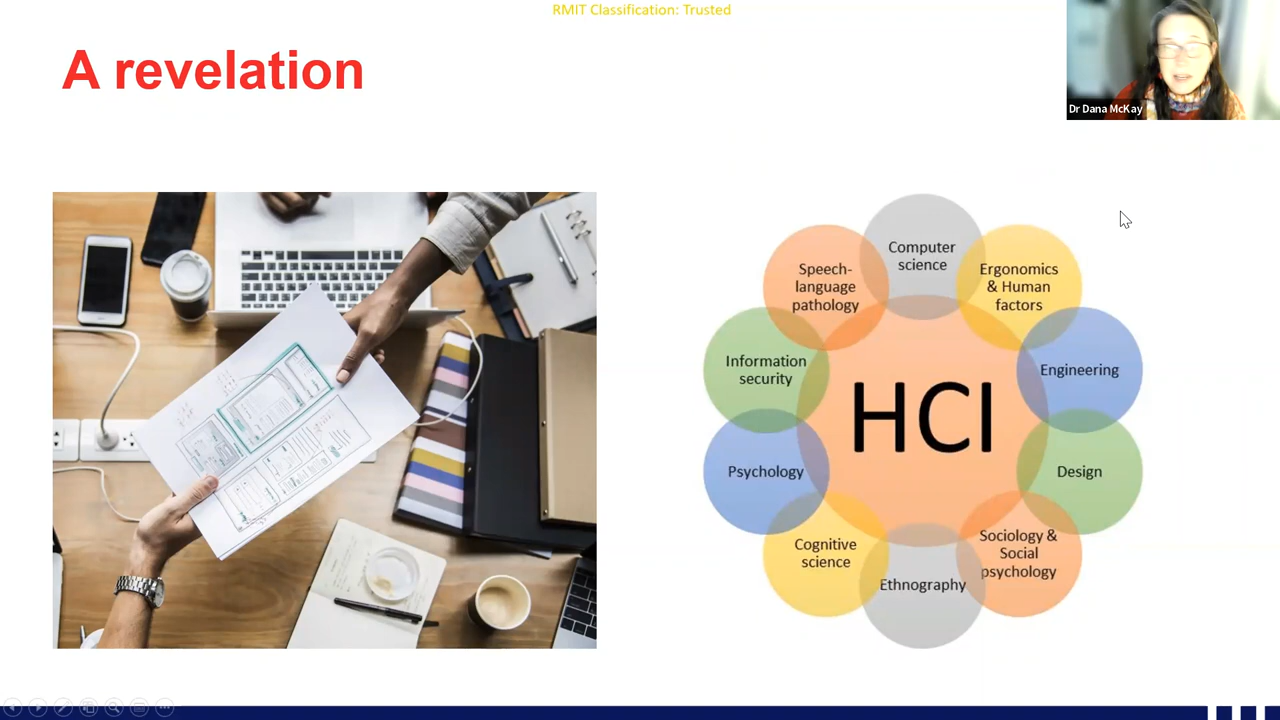 RMIT Classification: Trusted
A revelation
Dr Dana McKay
Computer
science
Ergonomics
& Human
factors
Engineering
Design
Sociology &
Social
psychology
Ethnography
Cognitive
science
Psychology
Information
security
Speech-
language
pathology
HCI